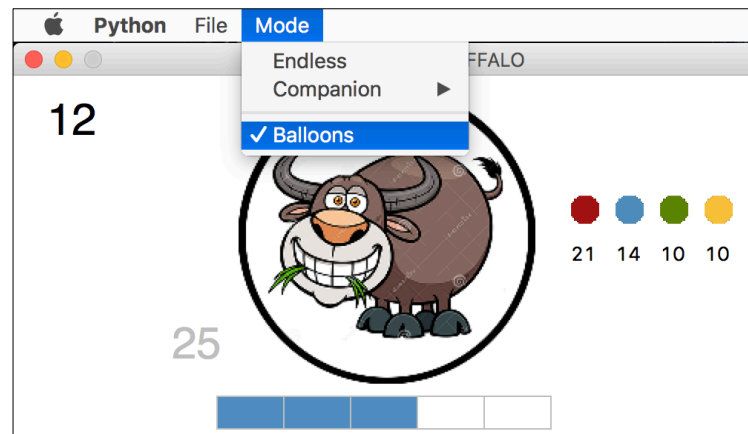 Python File Mode
Endless
FFALO
Companion
Balloons
12
21 14 10 10
25